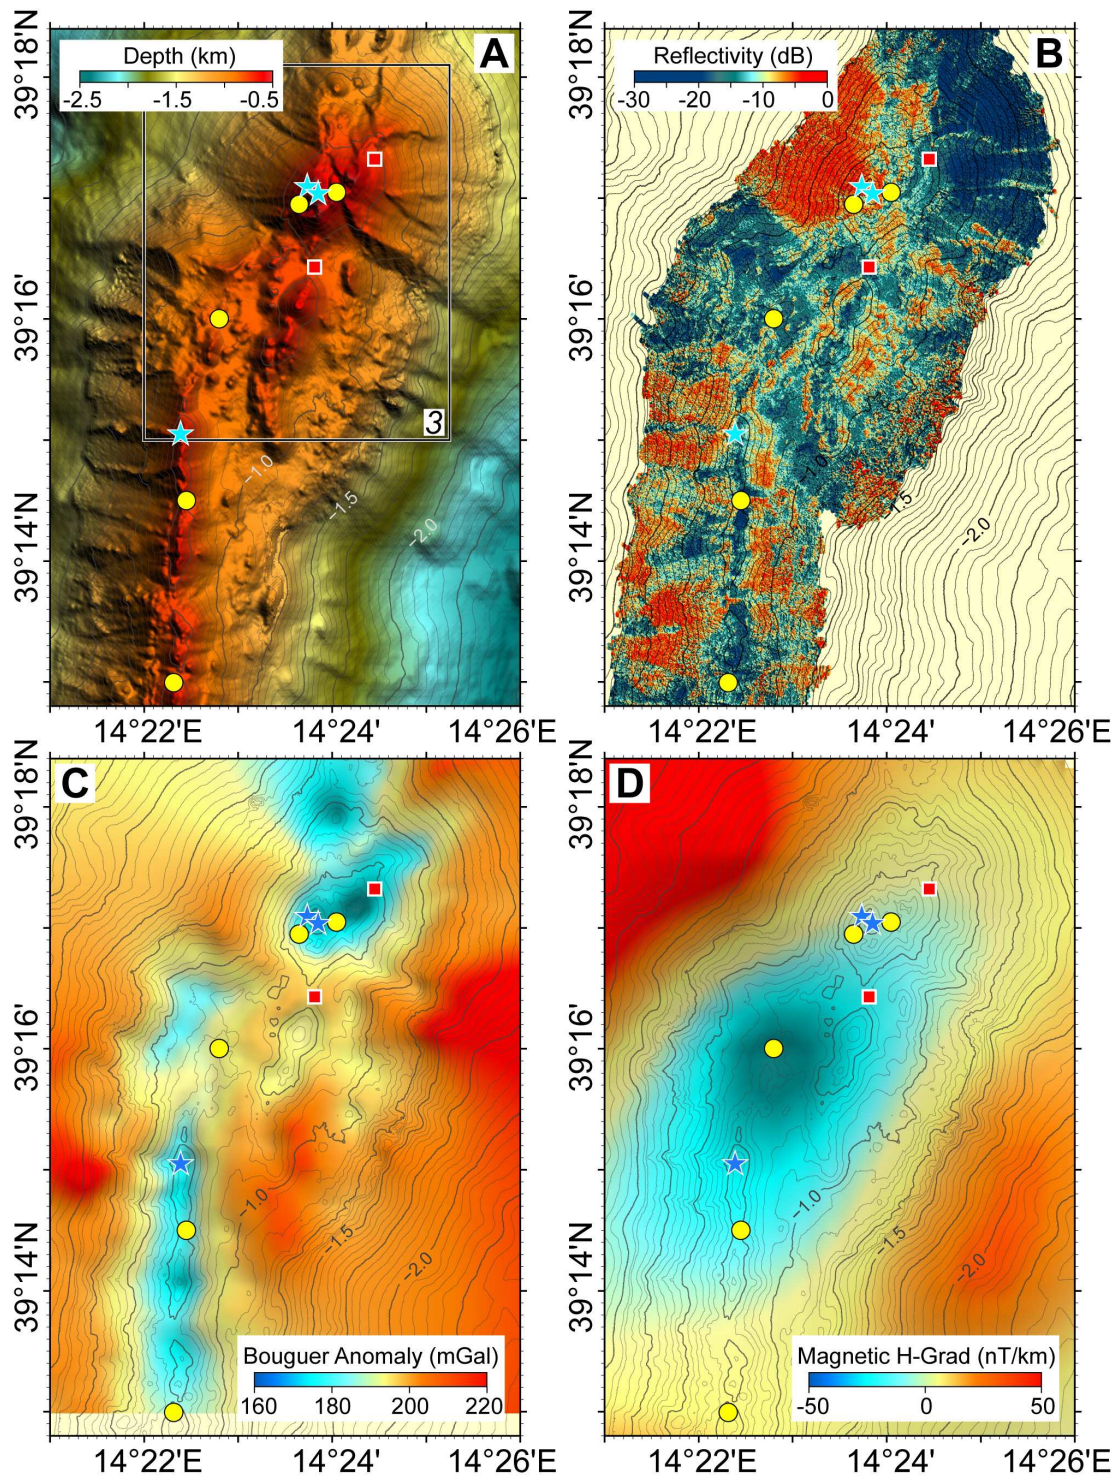 Depth (km)
-2.5 -1.5 -0.5
A
3
−1.0
−1.5
−2.0
39°18'N
39°16'
39°14'N
14°22'E 14°24' 14°26'E
Reflectivity (dB)
-30 -20 -10 0
B
−1.0
−1.5
−2.0
39°18'N
39°16'
39°14'N
14°22'E 14°24' 14°26'E
C
−1.0
−1.5
−2.0
Bouguer Anomaly (mGal)
160 180 200 220
39°18'N
39°16'
39°14'N
14°22'E 14°24' 14°26'E
D
−1.0
−1.5
−2.0
Magnetic H-Grad (nT/km)
-50 0 50
39°18'N
39°16'
39°14'N
14°22'E 14°24' 14°26'E